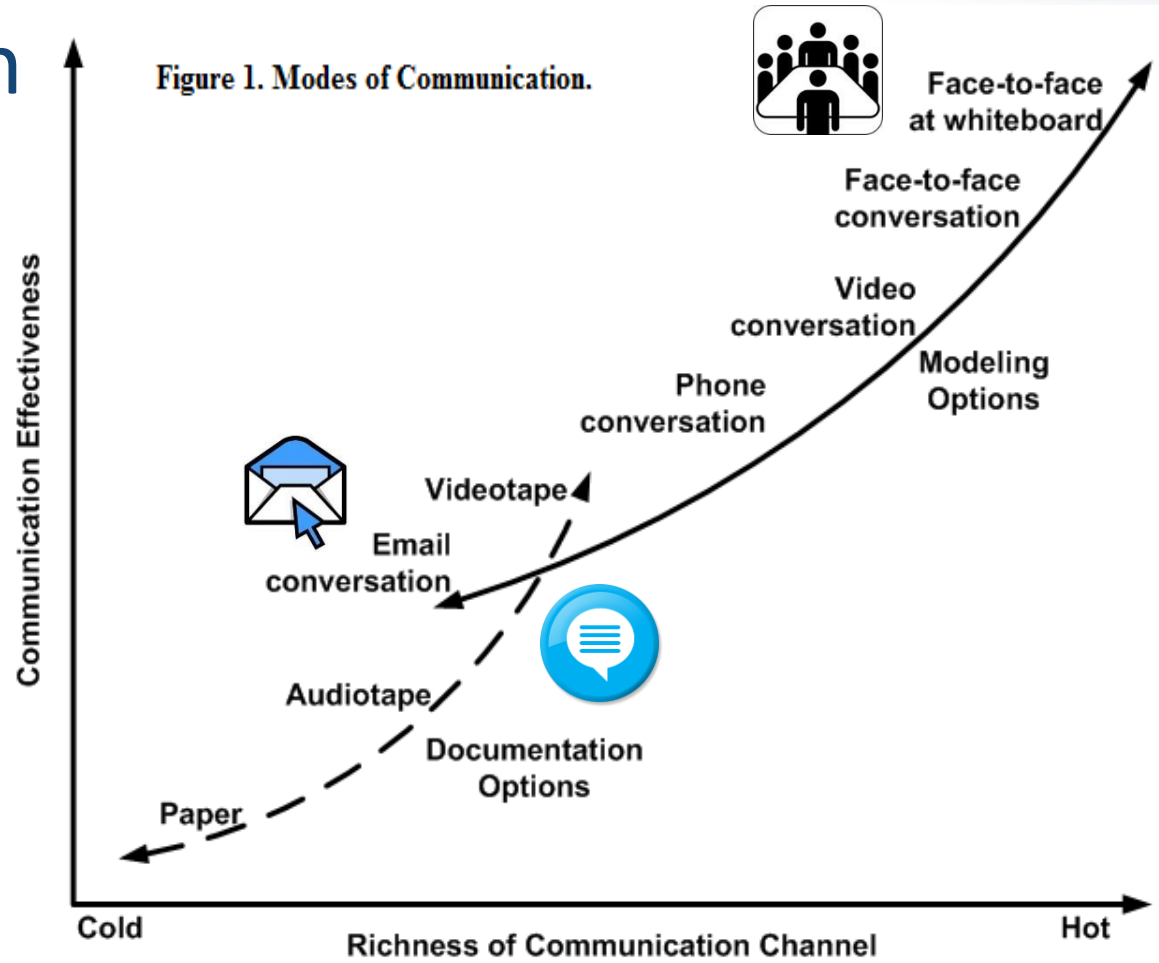 n
Figure 1. Modes of Communication.
Face-to-face
at whiteboard
Face-to-face
conversation
Video
conversation
Modeling
Options
Phone
conversation
Videotape
Email
conversation
Audiotape
Documentation
Options
Paper
Communication Effectiveness
Cold
Hot
Richness of Communication Channel